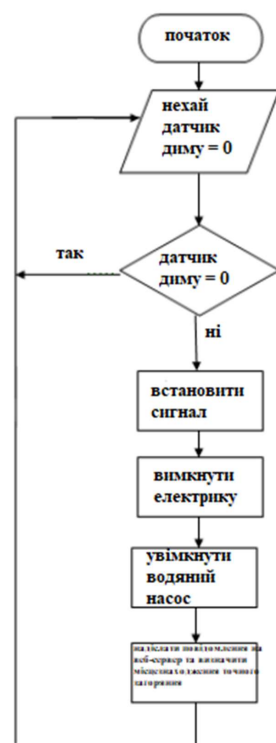 початок
нехай
датчик
диму = 0
так
датчик
диму = 0
ні
встановити
сигнал
вимкнути
електрику
увімкнути
водяний
насос
надіслати повідомлення на
веб-сервер та визначити
місцезнаходження точного
загоряння